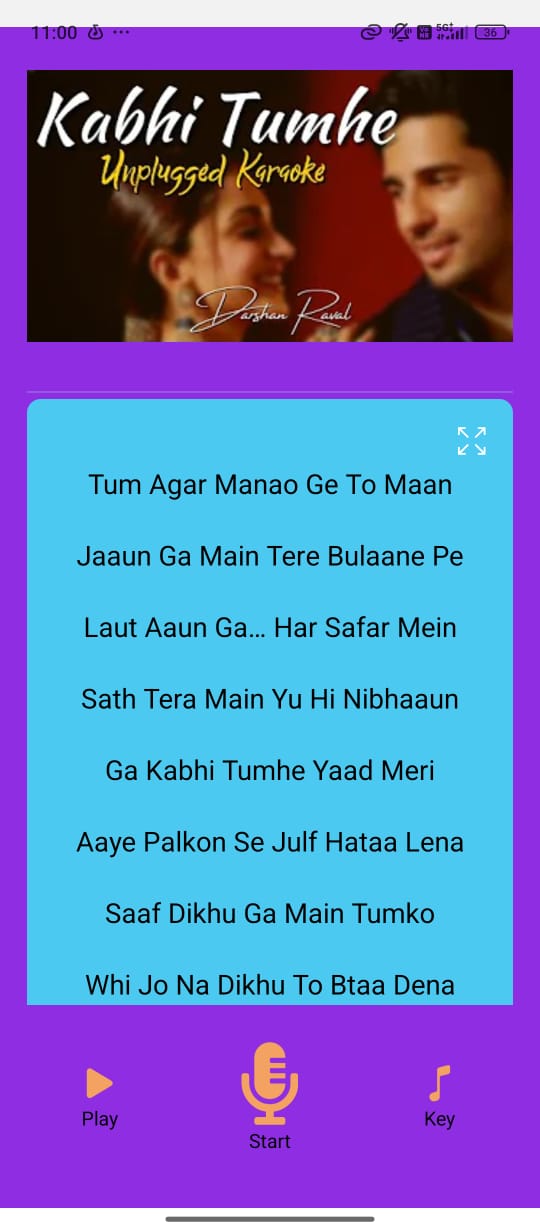 11:00
5G+
36
Kabhi Tumhe
Unplugged Karaoke
Darshan Raval
Tum Agar Manao Ge To Maan
Jaaun Ga Main Tere Bulaane Pe
Laut Aaun Ga... Har Safar Mein
Sath Tera Main Yu Hi Nibhaaun
Ga Kabhi Tumhe Yaad Meri
Aaye Palkon Se Julf Hataa Lena
Saaf Dikhu Ga Main Tumko
Whi Jo Na Dikhu To Btaa Dena
Play
Start
Key